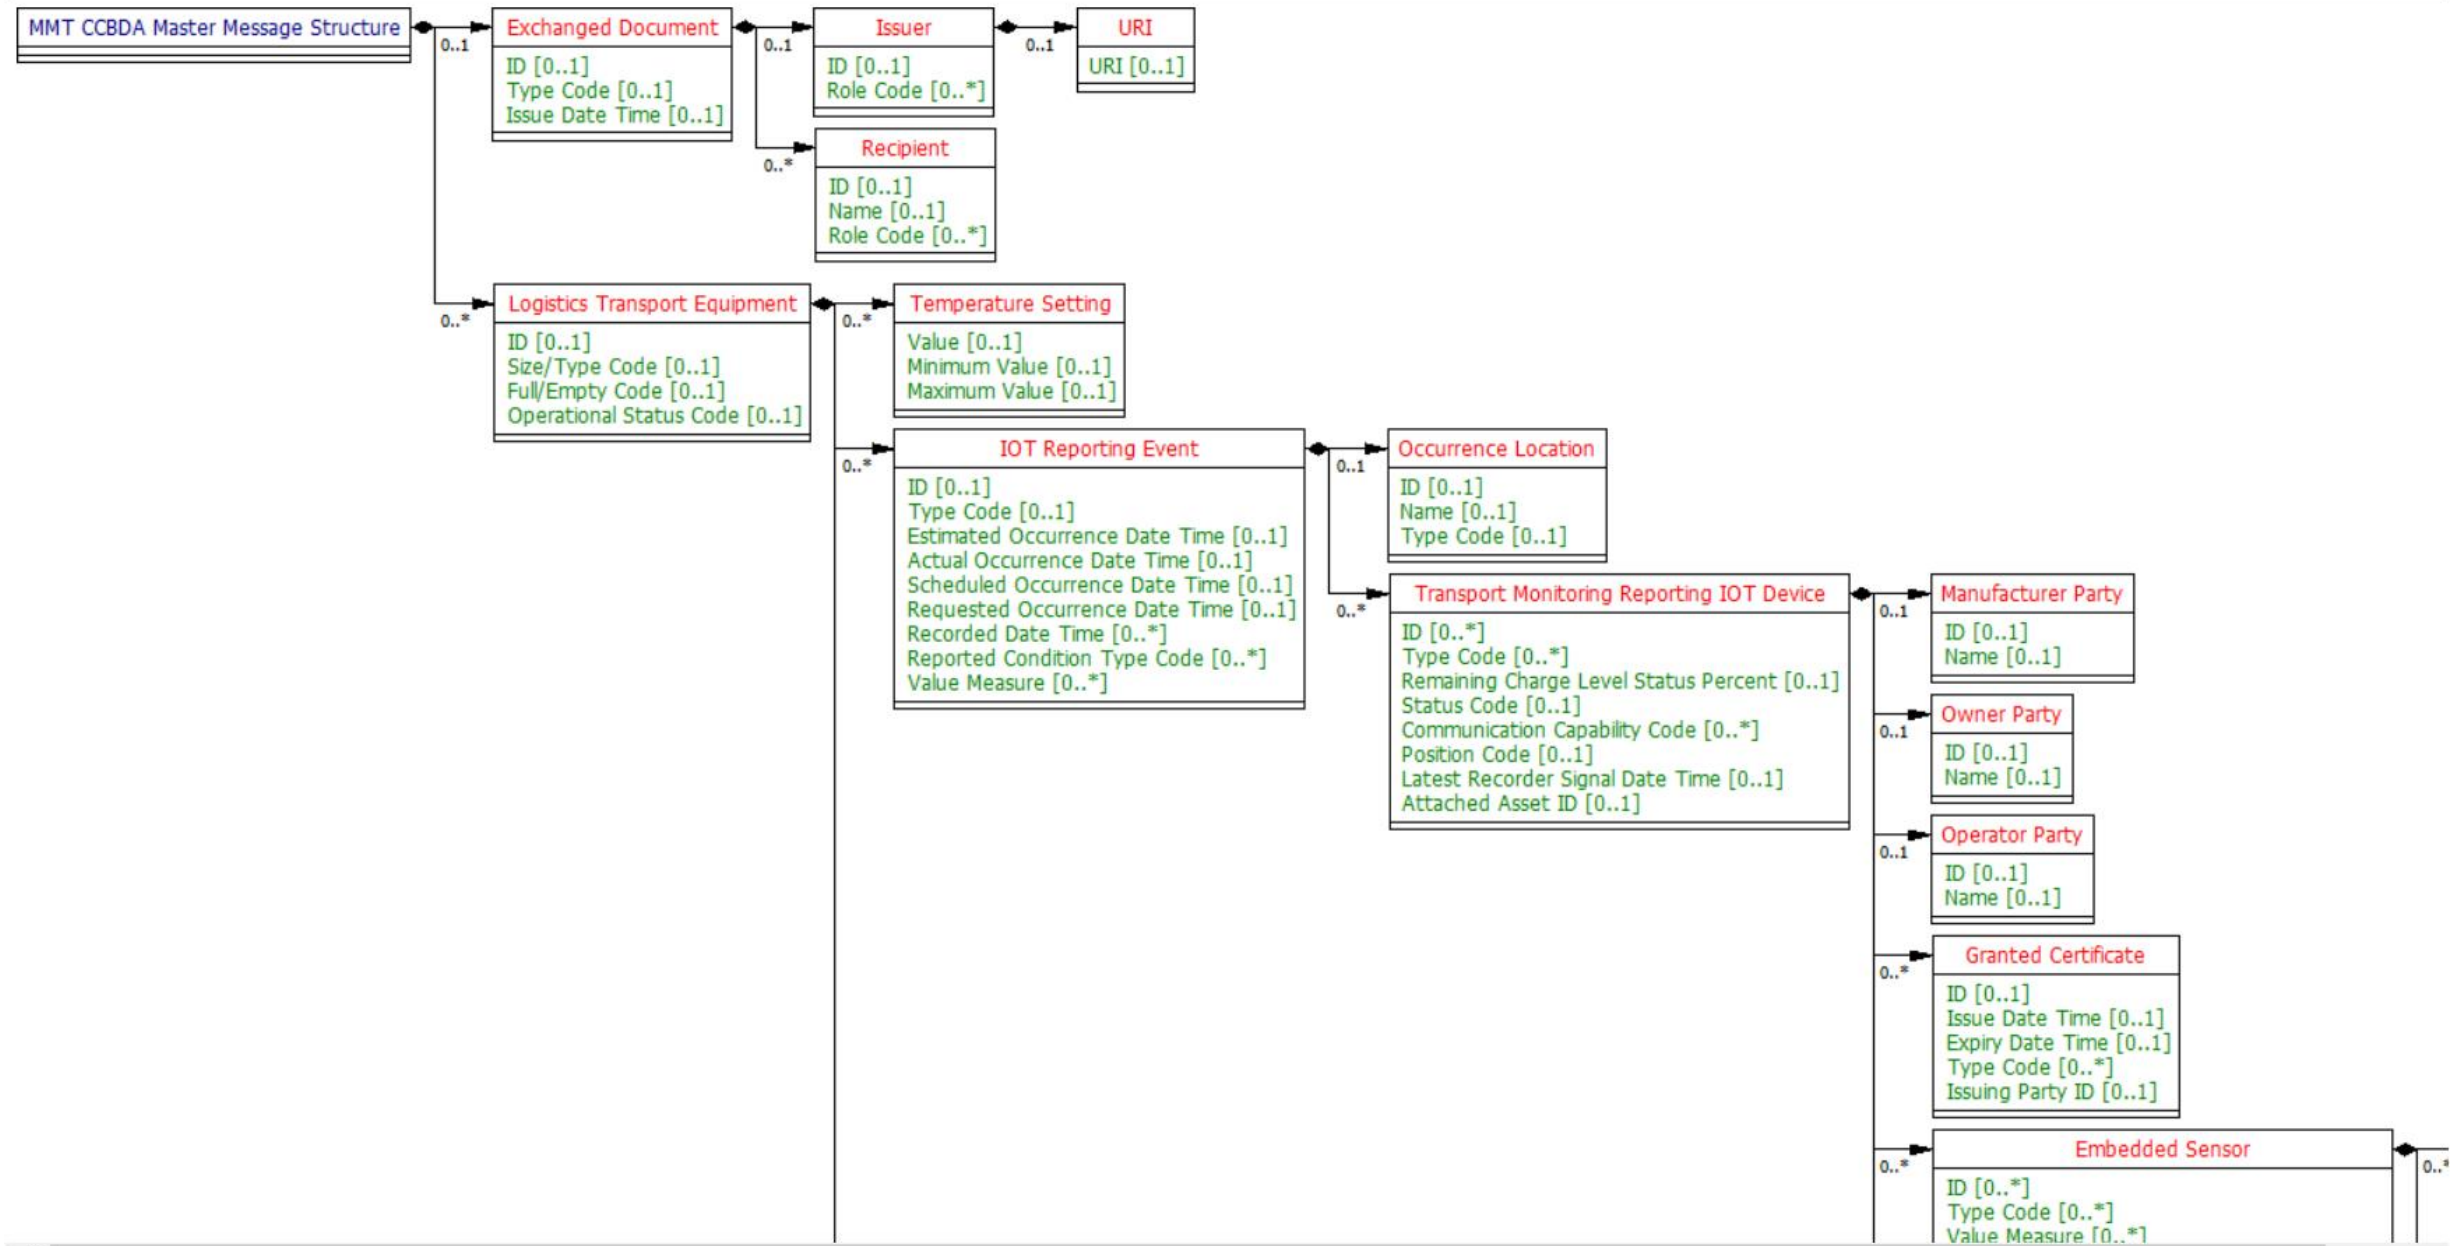 MMT CCBDA Master Message Structure
0..1
Exchanged Document
ID [0..1]
Type Code [0..1]
Issue Date Time [0..1]
0..1
Issuer
ID [0..1]
Role Code [0..*]
0..1
URI
URI [0..1]
0..*
Recipient
ID [0..1]
Name [0..1]
Role Code [0..*]
0..*
Logistics Transport Equipment
ID [0..1]
Size/Type Code [0..1]
Full/Empty Code [0..1]
Operational Status Code [0..1]
0..*
Temperature Setting
Value [0..1]
Minimum Value [0..1]
Maximum Value [0..1]
0..*
IOT Reporting Event
ID [0..1]
Type Code [0..1]
Estimated Occurrence Date Time [0..1]
Actual Occurrence Date Time [0..1]
Scheduled Occurrence Date Time [0..1]
Requested Occurrence Date Time [0..1]
Recorded Date Time [0..*]
Reported Condition Type Code [0..*]
Value Measure [0..*]
0..1
Occurrence Location
ID [0..1]
Name [0..1]
Type Code [0..1]
0..*
Transport Monitoring Reporting IOT Device
ID [0..*]
Type Code [0..*]
Remaining Charge Level Status Percent [0..1]
Status Code [0..1]
Communication Capability Code [0..*]
Position Code [0..1]
Latest Recorder Signal Date Time [0..1]
Attached Asset ID [0..1]
0..1
Manufacturer Party
ID [0..1]
Name [0..1]
0..1
Owner Party
ID [0..1]
Name [0..1]
0..1
Operator Party
ID [0..1]
Name [0..1]
0..*
Granted Certificate
ID [0..1]
Issue Date Time [0..1]
Expiry Date Time [0..1]
Type Code [0..*]
Issuing Party ID [0..1]
0..*
Embedded Sensor
ID [0..*]
Type Code [0..*]
Value Measure [0..*]
0..*